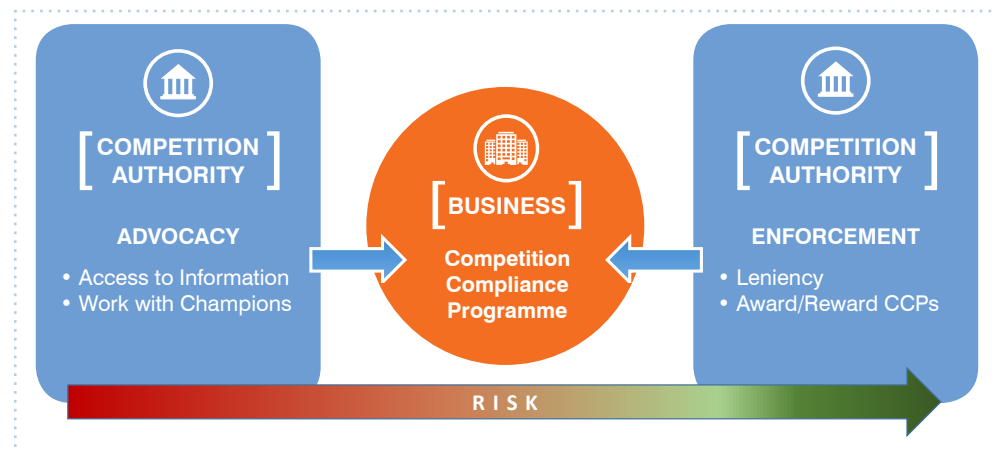 [COMPETITION
AUTHORITY]
ADVOCACY
• Access to Information
• Work with Champions
[BUSINESS]
Competition
Compliance
Programme
[COMPETITION
AUTHORITY]
ENFORCEMENT
• Leniency
• Award/Reward CCPs
RISK